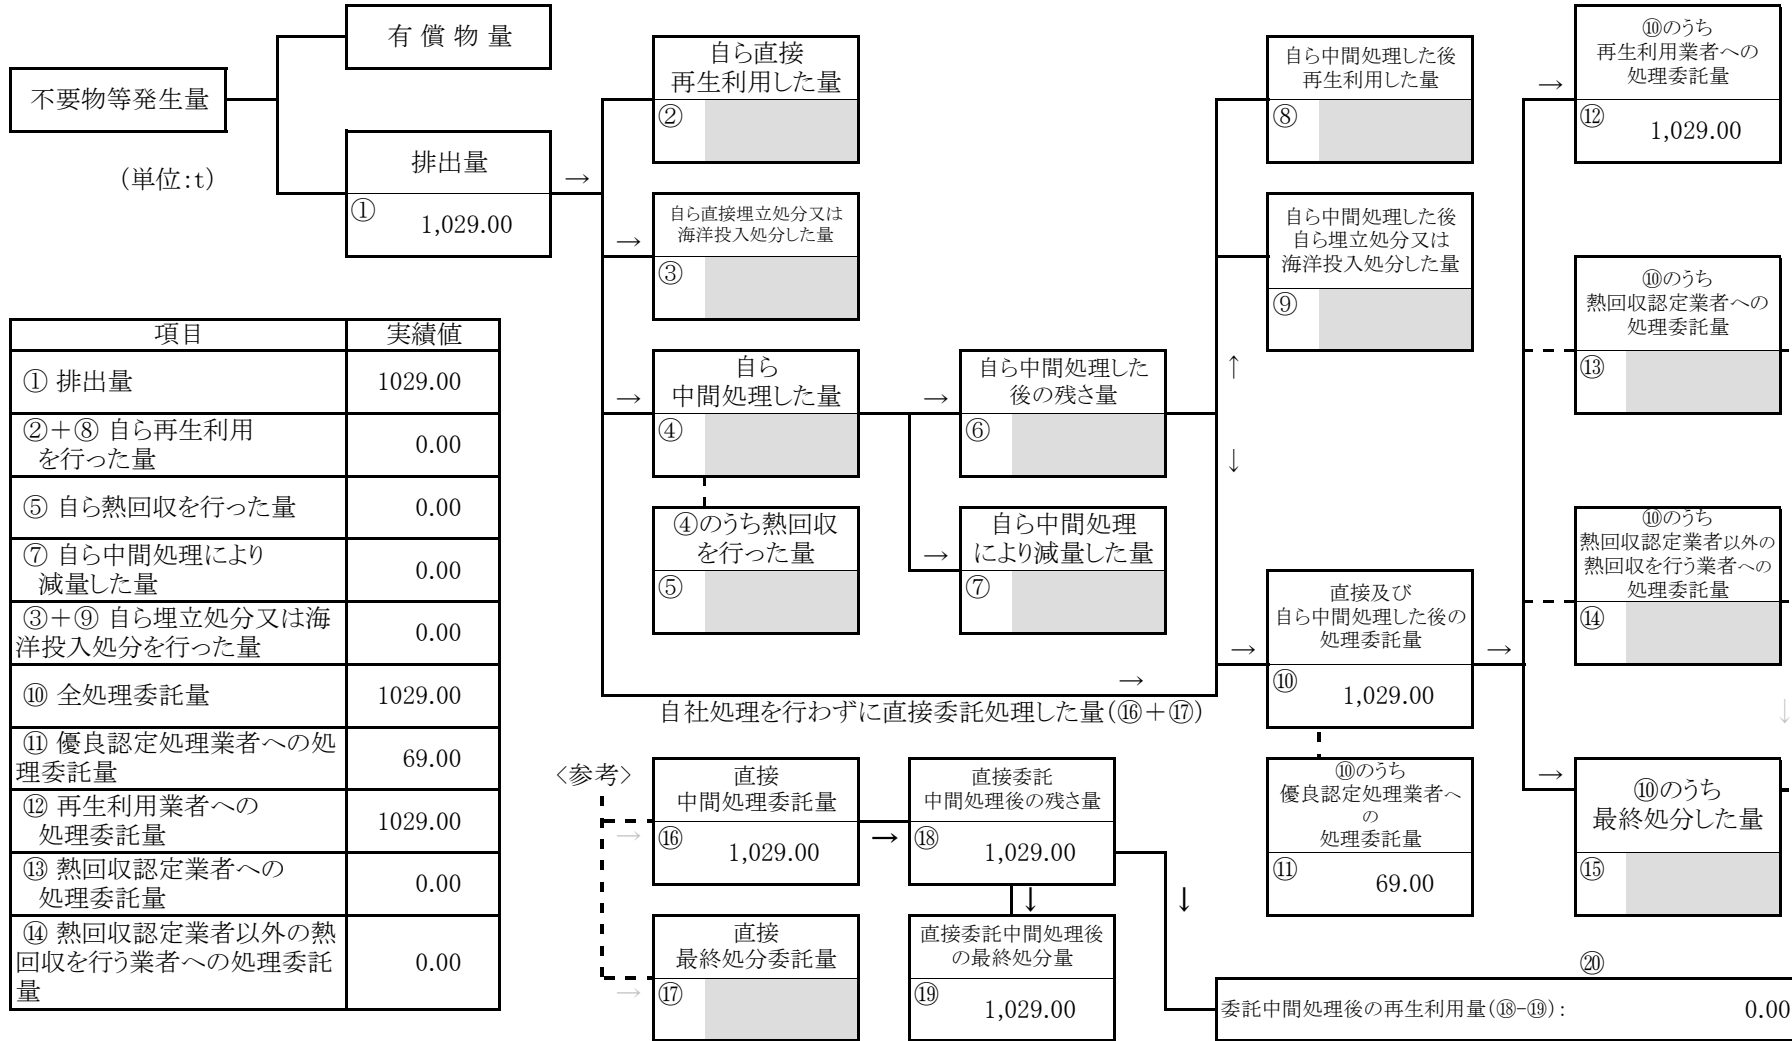 不要物等発生量
(単位:t)
有 償 物 量
排出量
①
1,029.00
→
自ら直接
再生利用した量
②
→
自ら直接埋立処分又は
海洋投入処分した量
③
→
自ら
中間処理した量
④
④のうち熱回収
を行った量
⑤
→
自ら中間処理した
後の残さ量
⑥
→
自ら中間処理
により減量した量
⑦
↑
↓
自ら中間処理した後
再生利用した量
⑧
自ら中間処理した後
自ら埋立処分又は
海洋投入処分した量
⑨
→
直接及び
自ら中間処理した後の
処理委託量
⑩
1,029.00
→
→
自社処理を行わずに直接委託処理した量(⑯+⑰)
⑩のうち
優良認定処理業者へ
の
処理委託量
⑪
69.00
→
⑩のうち
再生利用業者への
処理委託量
⑫
1,029.00
⑩のうち
熱回収認定業者への
処理委託量
⑬
⑩のうち
熱回収認定業者以外の
熱回収を行う業者への
処理委託量
⑭
↓
→
⑩のうち
最終処分した量
⑮
項目 実績値
① 排出量 1029.00
②+⑧ 自ら再生利用
を行った量 0.00
⑤ 自ら熱回収を行った量 0.00
⑦ 自ら中間処理により
減量した量 0.00
③+⑨ 自ら埋立処分又は海
洋投入処分を行った量 0.00
⑩ 全処理委託量 1029.00
⑪ 優良認定処理業者への処
理委託量 69.00
⑫ 再生利用業者への
処理委託量 1029.00
⑬ 熱回収認定業者への
処理委託量 0.00
⑭ 熱回収認定業者以外の熱
回収を行う業者への処理委託
量 0.00
〈参考〉
→
直接
中間処理委託量
⑯
1,029.00
→
直接委託
中間処理後の残さ量
⑱
1,029.00
↓
↓
→
直接
最終処分委託量
⑰
直接委託中間処理後
の最終処分量
⑲
1,029.00
⑳
委託中間処理後の再生利用量(⑱-⑲): 0.00